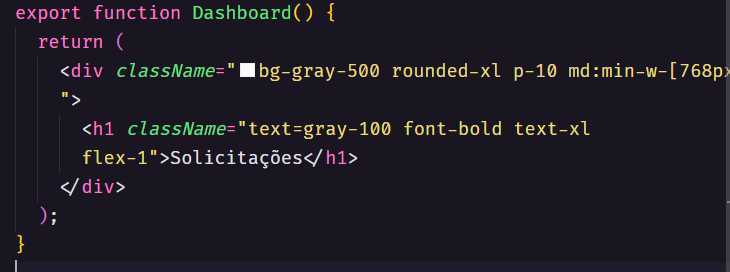 export function Dashboard() {
return (
<div className="bg-gray-500 rounded-xl p-10 md:min-w-[768px
">
<h1 className="text=gray-100 font-bold text-xl
flex-1">Solicitações</h1>
</div>
);
}